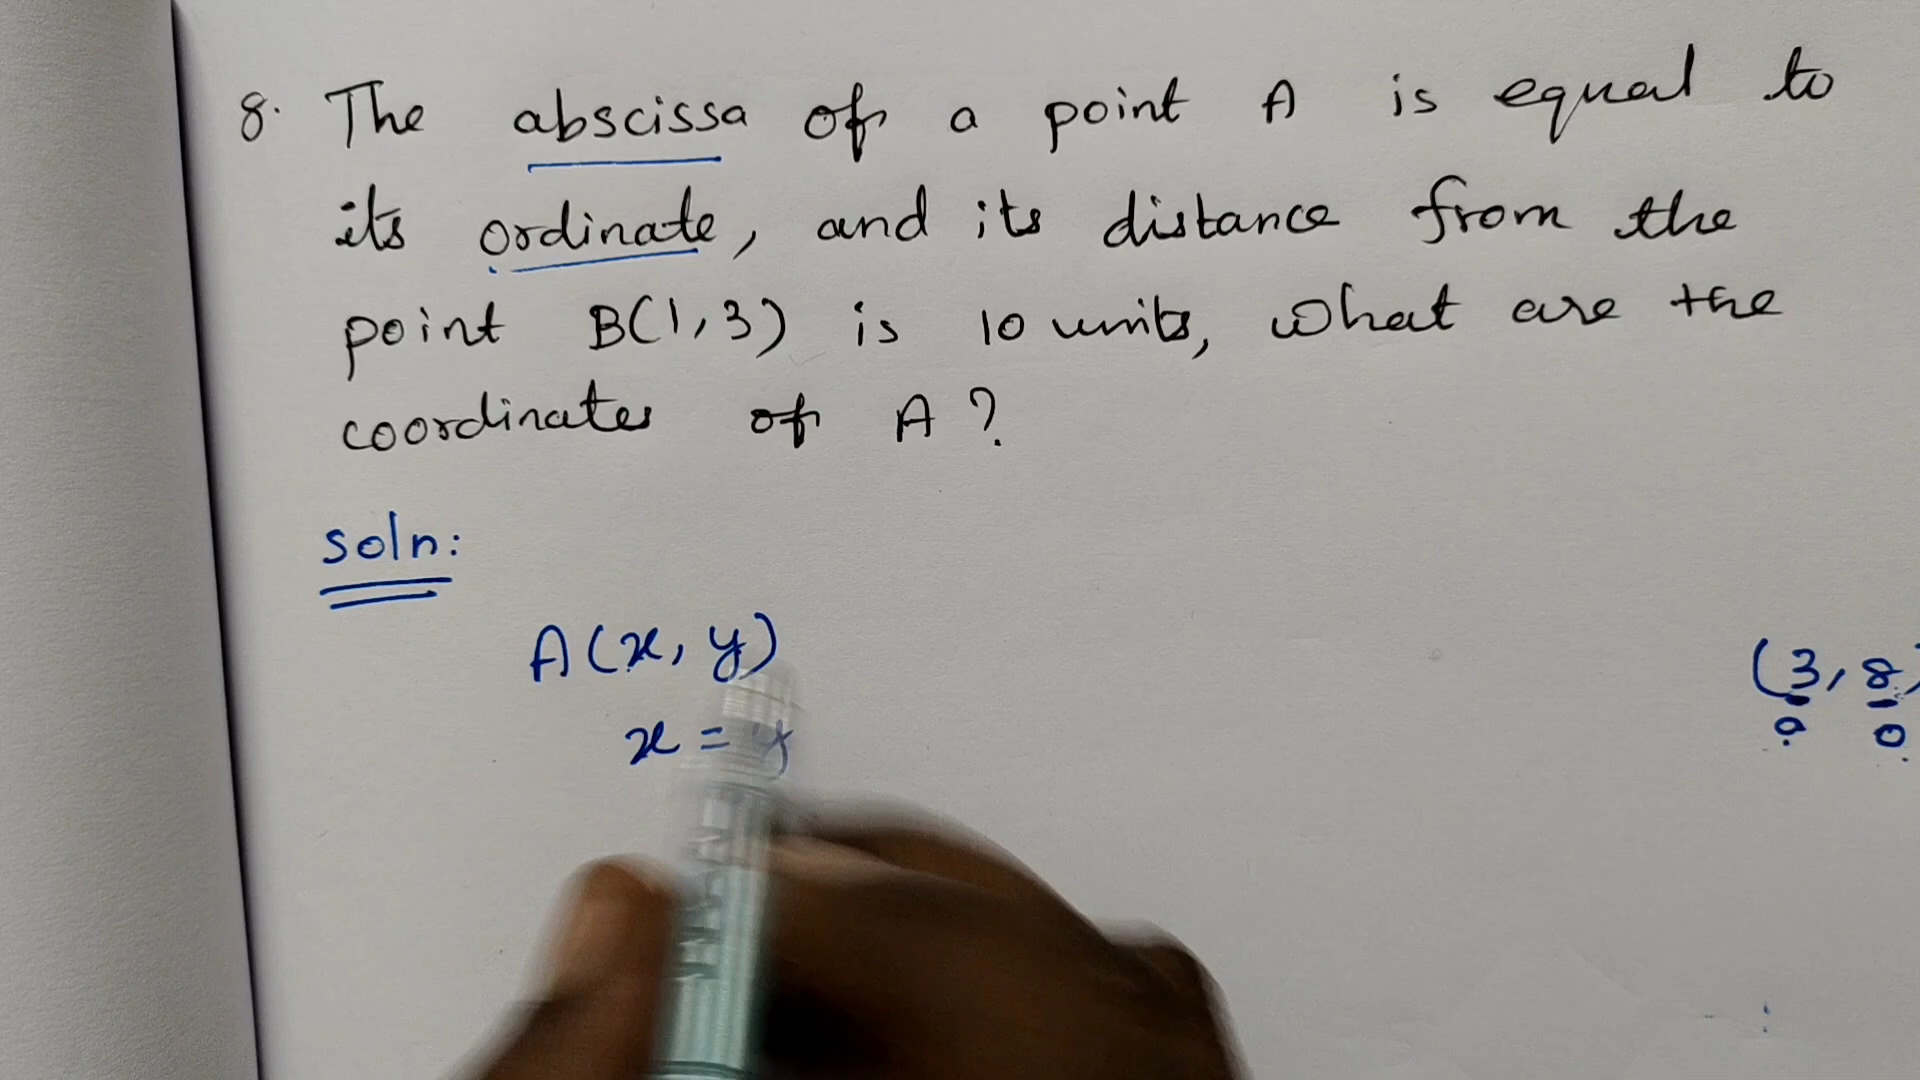 8. The abscissa of a point A is equal to
its ordinate, and its distance from the
point B(1,3) is 10 units, What are the
coordinates of A?
soln:
A(x, y)
x = y
(3, 8)
a o